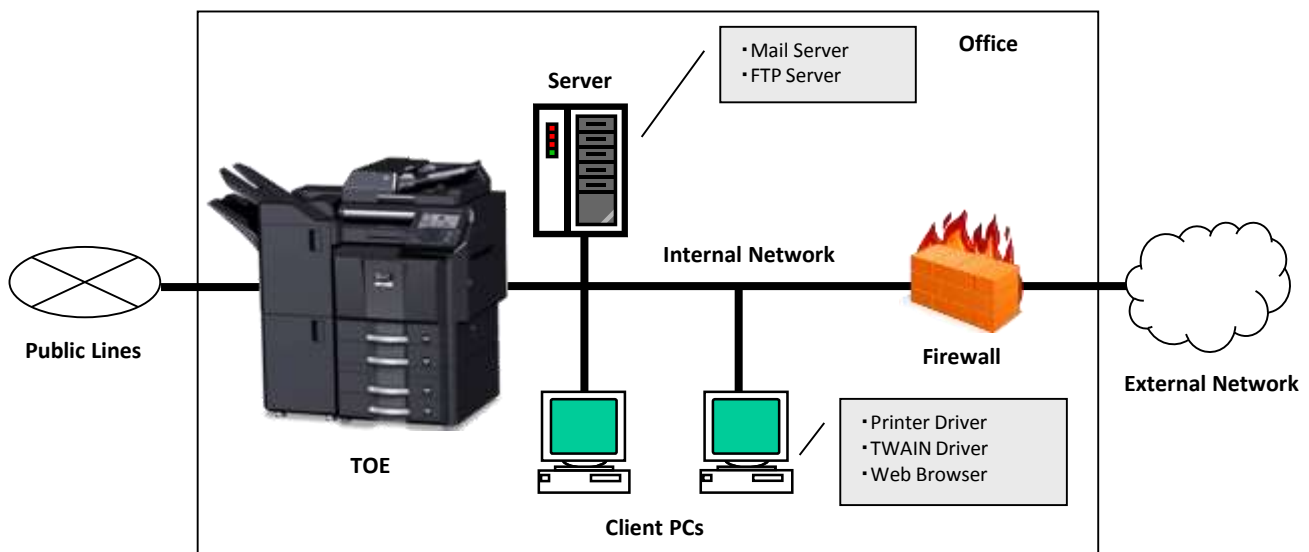 Office
・Mail Server
・FTP Server
Server
Internal Network
Public Lines
Firewall
External Network
TOE
・Printer Driver
・TWAIN Driver
・Web Browser
Client PCs